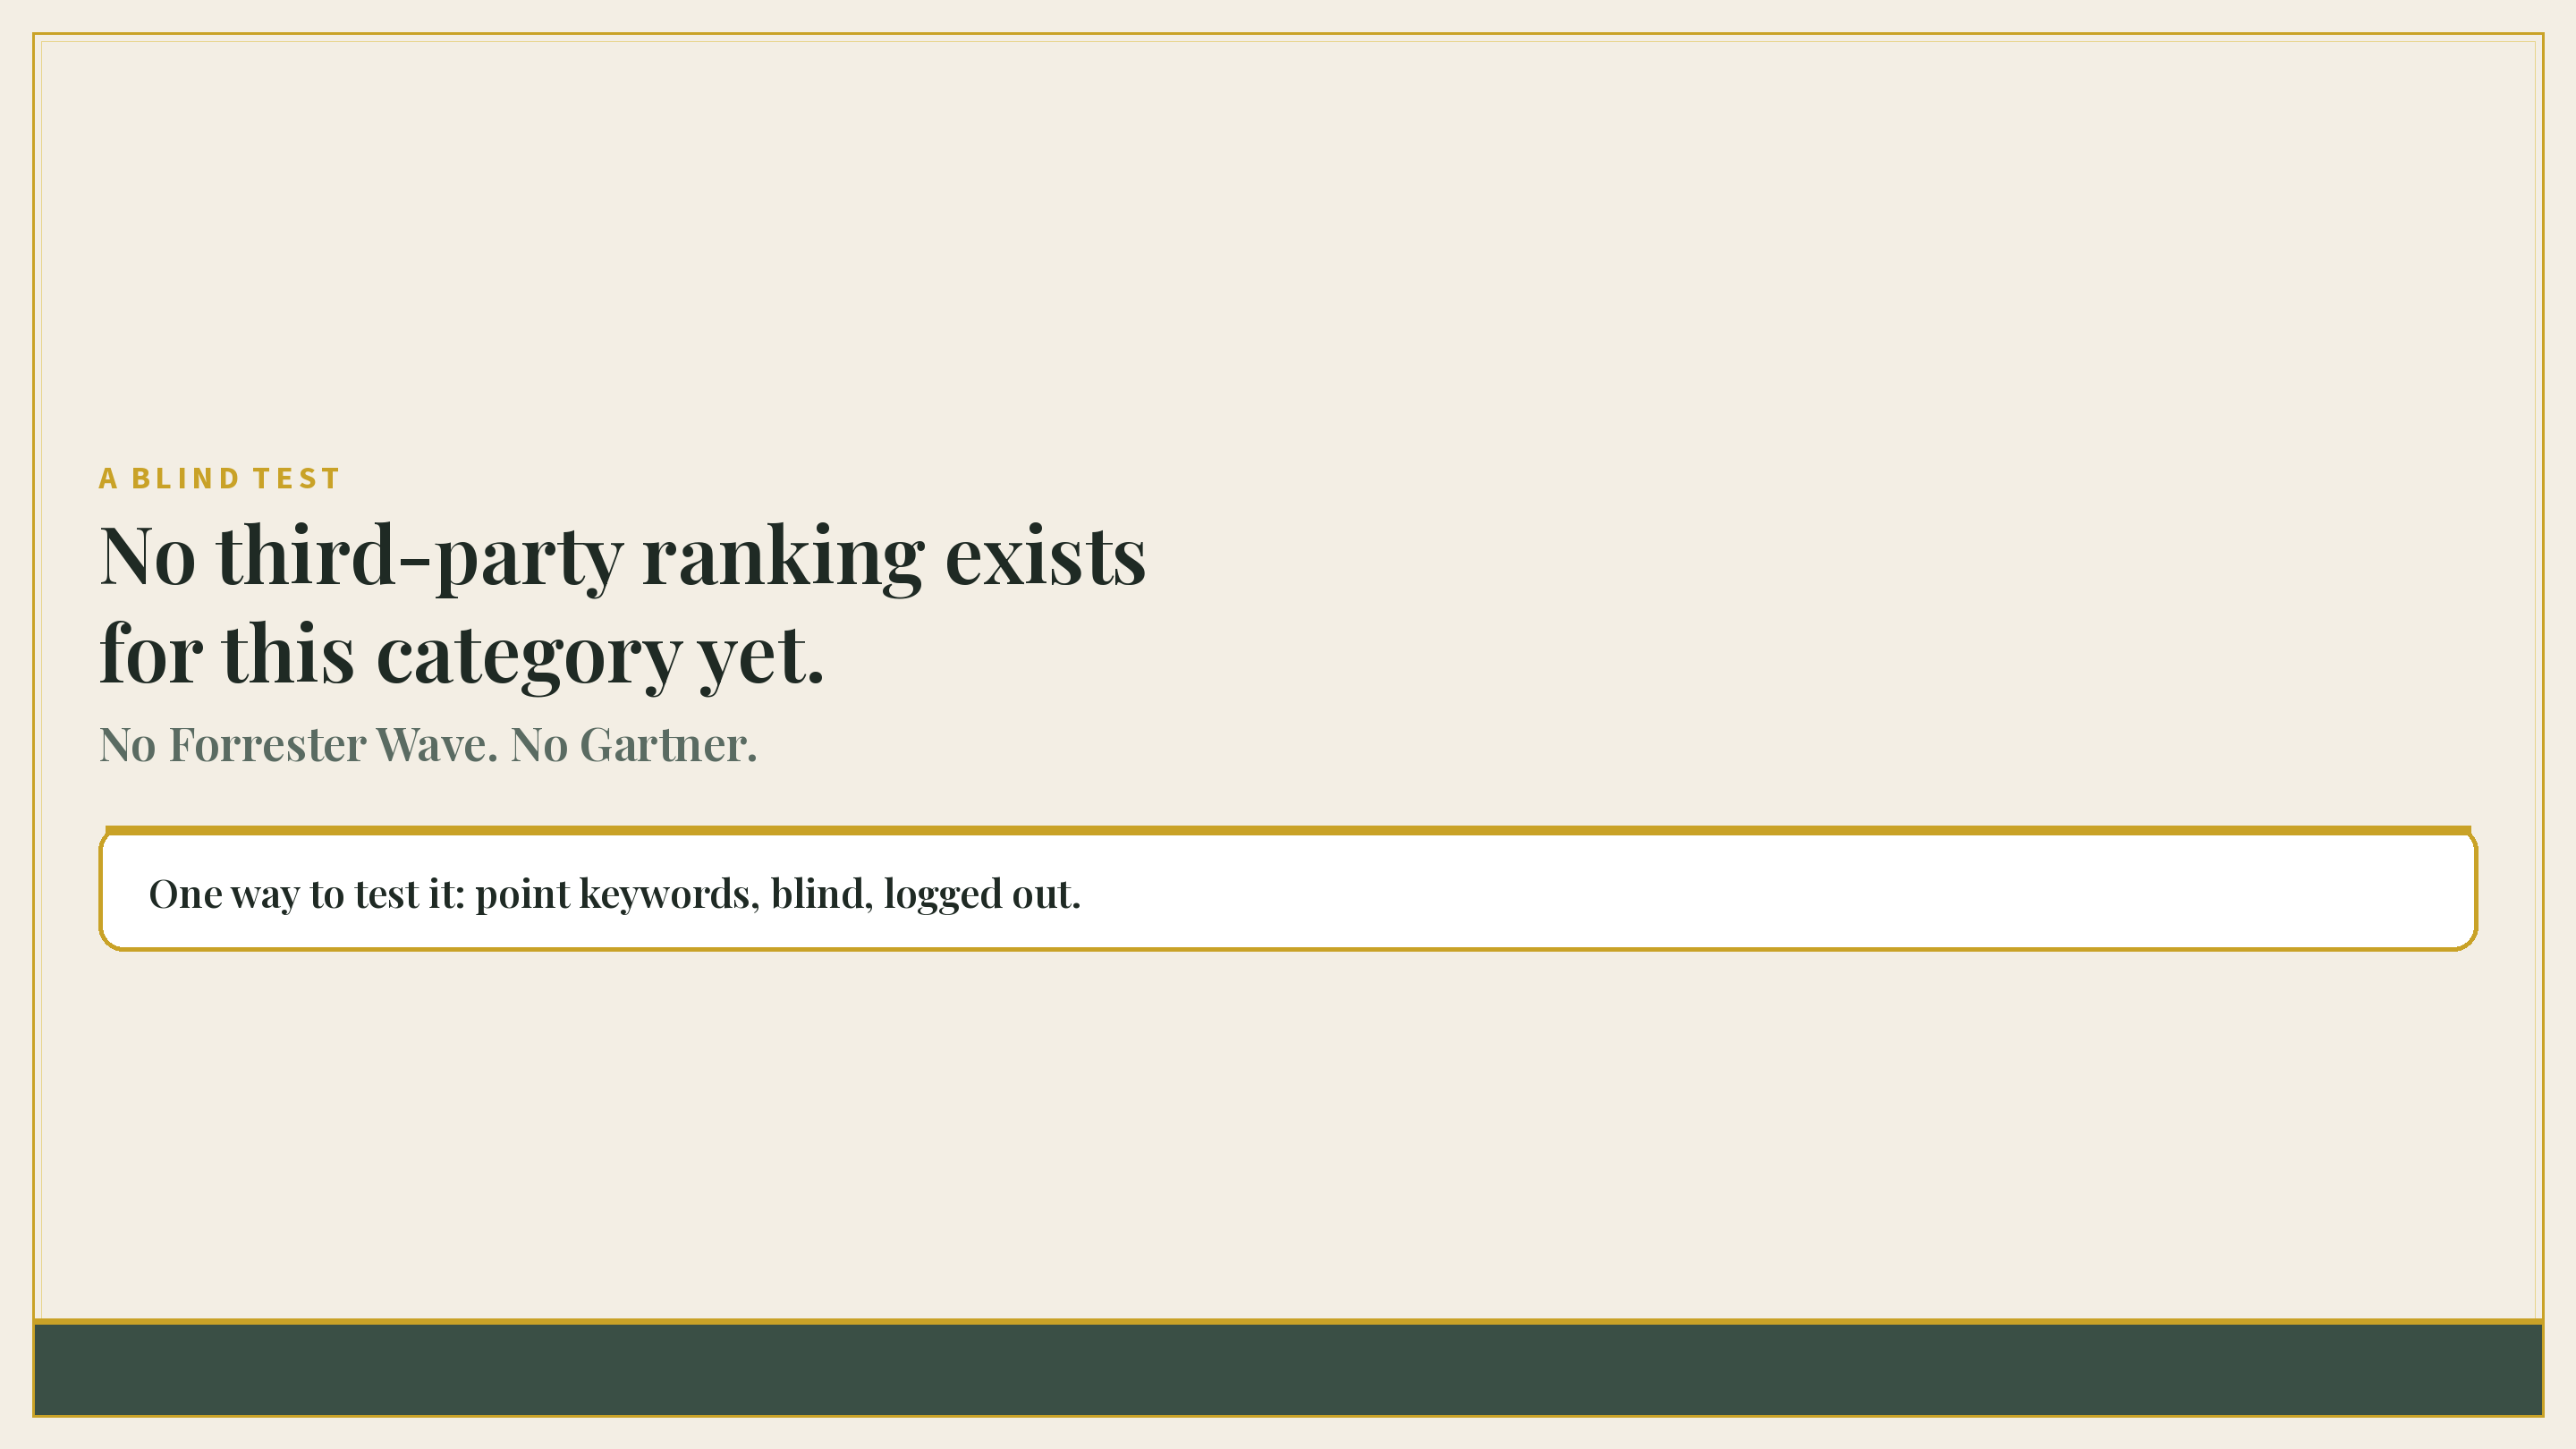 A BLIND TEST
No third-party ranking exists
for this category yet.
No Forrester Wave. No Gartner.
One way to test it: point keywords, blind, logged out.